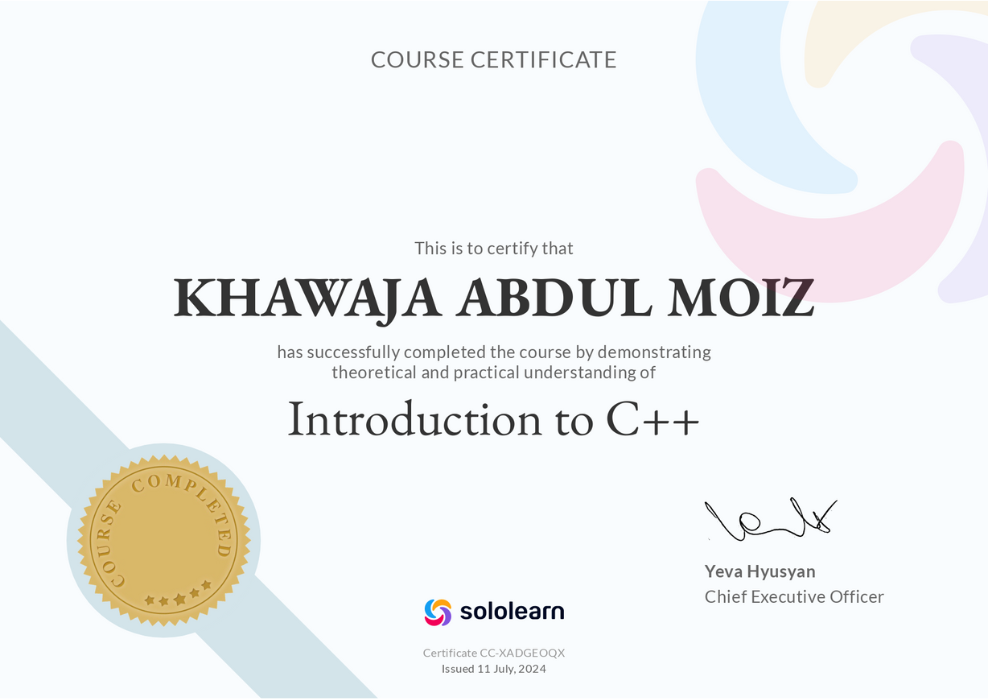 COURSE CERTIFICATE
This is to certify that
KHAWAJA ABDUL MOIZ
has successfully completed the course by demonstrating
theoretical and practical understanding of
Introduction to C++
COURSE COMPLETED
Yeva Hyusyan
Chief Executive Officer
sololearn
Certificate CC-XADGEOQX
Issued 11 July, 2024